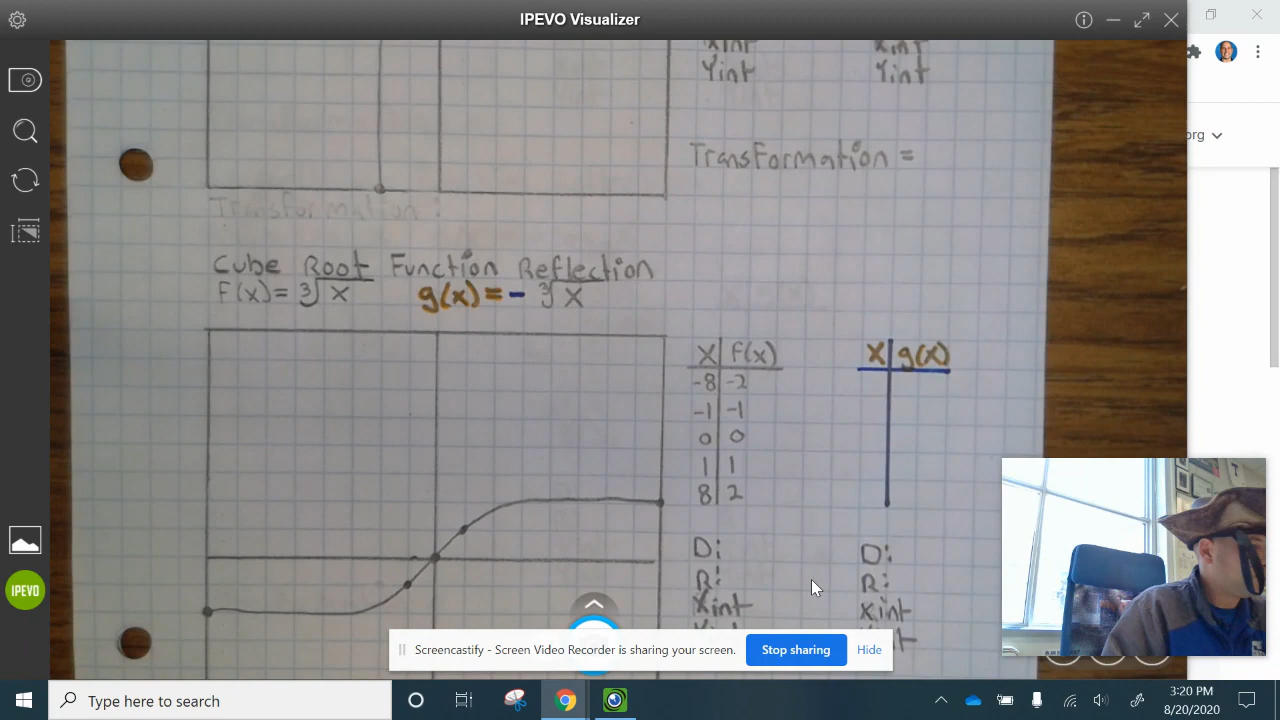 IPEVO Visualizer
Xint
Xint
Yint
Yint
org
Transformation =
Transformation :
Cube Root Function Reflection
F(x) = ∛x g(x) = - ∛x
X F(x)
-8 -2
-1 -1
0 0
1 1
8 2
X g(x)
D:
R:
Xint
D:
R:
Xint
IPEVO
Screencastify - Screen Video Recorder is sharing your screen.
Stop sharing
Hide
Type here to search
3:20 PM
8/20/2020